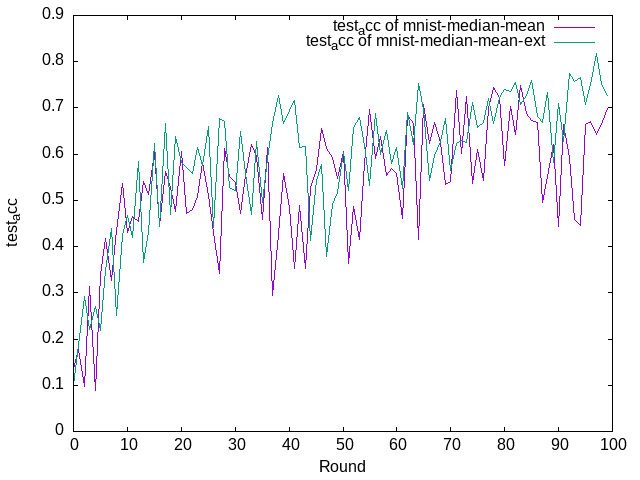 0.9
test_acc of mnist-median-mean
test_acc of mnist-median-mean-ext
0.8
0.7
0.6
0.5
test_acc
0.4
0.3
0.2
0.1
0
0 10 20 30 40 50 60 70 80 90 100
Round